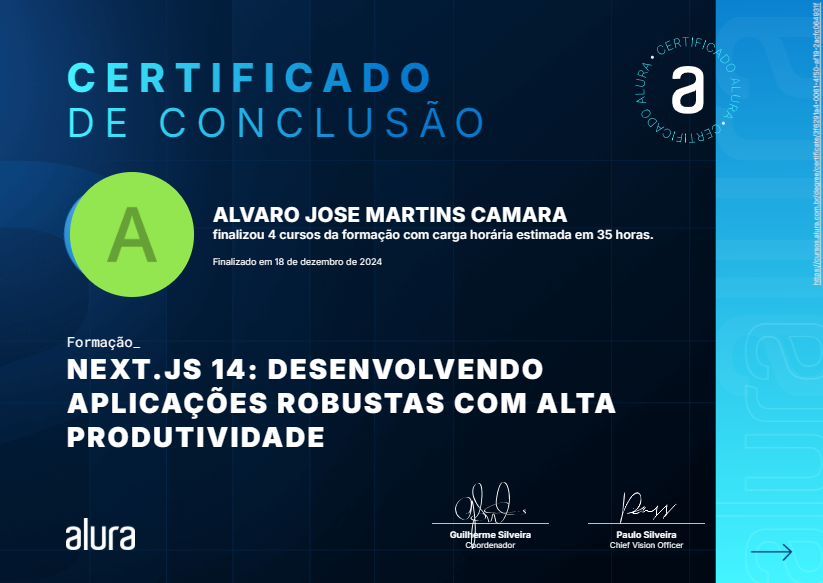 CERTIFICADO
DE CONCLUSÃO
CERTIFICADO ALURA • CERTIFICADO ALURA •
a
A
ALVARO JOSE MARTINS CAMARA
finalizou 4 cursos da formação com carga horária estimada em 35 horas.
Finalizado em 18 de dezembro de 2024
Formação_
NEXT.JS 14: DESENVOLVENDO
APLICAÇÕES ROBUSTAS COM ALTA
PRODUTIVIDADE
alura
Guilherme Silveira
Coordenador
Paulo Silveira
Chief Vision Officer
alura